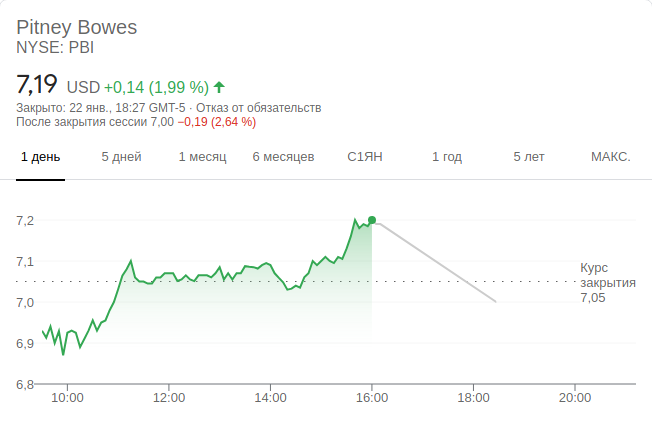 Pitney Bowes
NYSE: PBI
7,19 USD +0,14 (1,99 %)
Закрыто: 22 янв., 18:27 GMT-5 · Отказ от обязательств
После закрытия сессии 7,00 −0,19 (2,64 %)
1 день 5 дней 1 месяц 6 месяцев С1ЯН 1 год 5 лет МАКС.
7,2
7,1
Курс
закрытия
7,05
7,0
6,9
6,8
10:00 12:00 14:00 16:00 18:00 20:00